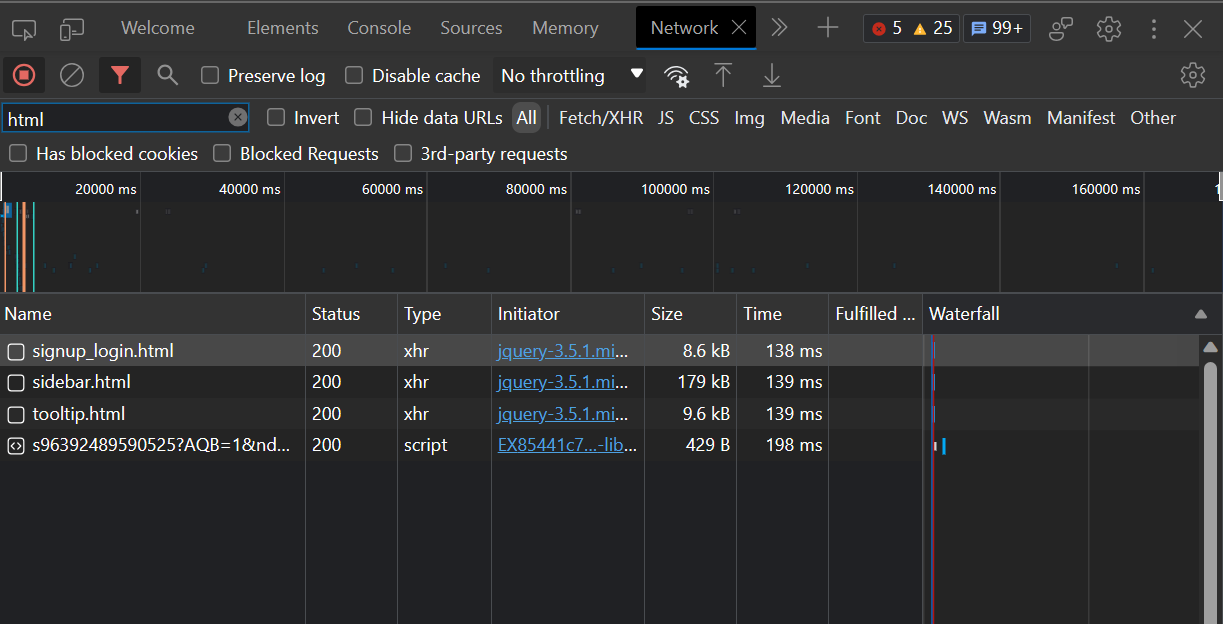 Welcome Elements Console Sources Memory Network 5 25 99+
Preserve log Disable cache No throttling
html Invert Hide data URLs All Fetch/XHR JS CSS Img Media Font Doc WS Wasm Manifest Other
Has blocked cookies Blocked Requests 3rd-party requests
20000 ms 40000 ms 60000 ms 80000 ms 100000 ms 120000 ms 140000 ms 160000 ms
Name Status Type Initiator Size Time Fulfilled ... Waterfall
signup_login.html 200 xhr jquery-3.5.1.mi... 8.6 kB 138 ms
sidebar.html 200 xhr jquery-3.5.1.mi... 179 kB 139 ms
tooltip.html 200 xhr jquery-3.5.1.mi... 9.6 kB 139 ms
s96392489590525?AQB=1&nd... 200 script EX85441c7...-lib... 429 B 198 ms